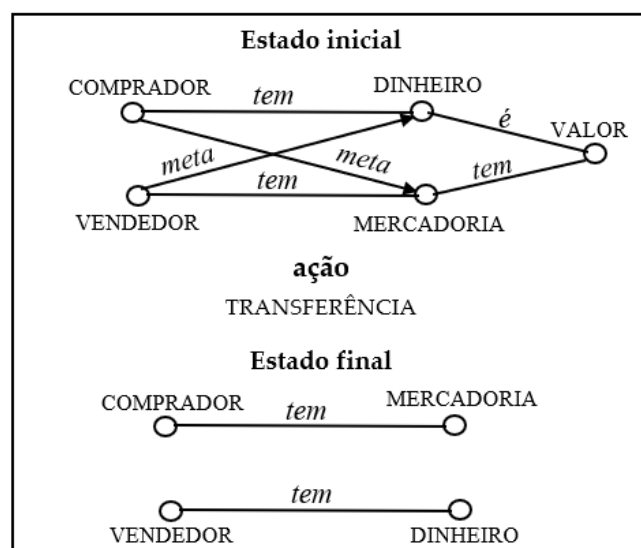 Estado inicial
COMPRADOR tem DINHEIRO
é
VALOR
meta meta
tem tem
VENDEDOR MERCADORIA
ação
TRANSFERÊNCIA
Estado final
COMPRADOR tem MERCADORIA
tem
VENDEDOR DINHEIRO